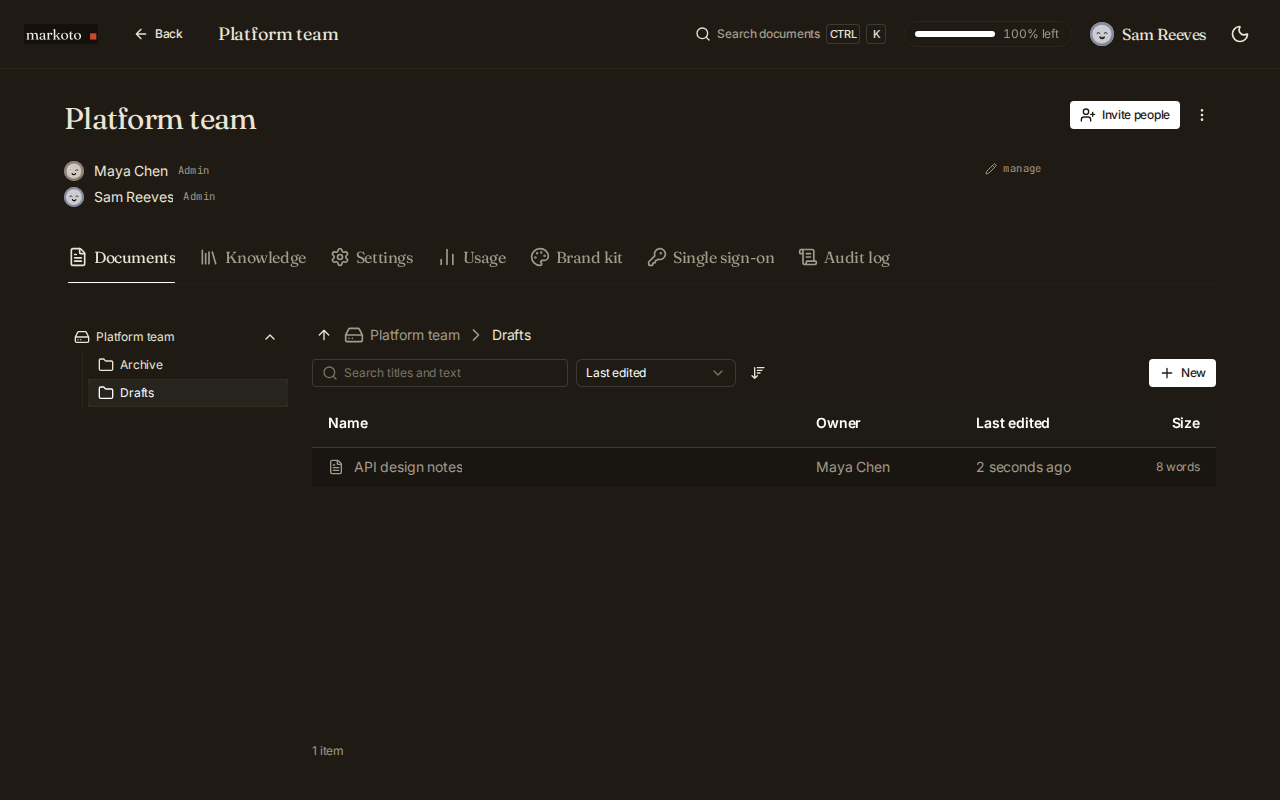 markoto
Back
Platform team
Search documents CTRL K
100% left
Sam Reeves
Platform team
Invite people
Maya Chen Admin
manage
Sam Reeves Admin
Documents Knowledge Settings Usage Brand kit Single sign-on Audit log
Platform team
Archive
Drafts
Platform team Drafts
Search titles and text
Last edited
New
Name Owner Last edited Size
API design notes Maya Chen 2 seconds ago 8 words
1 item